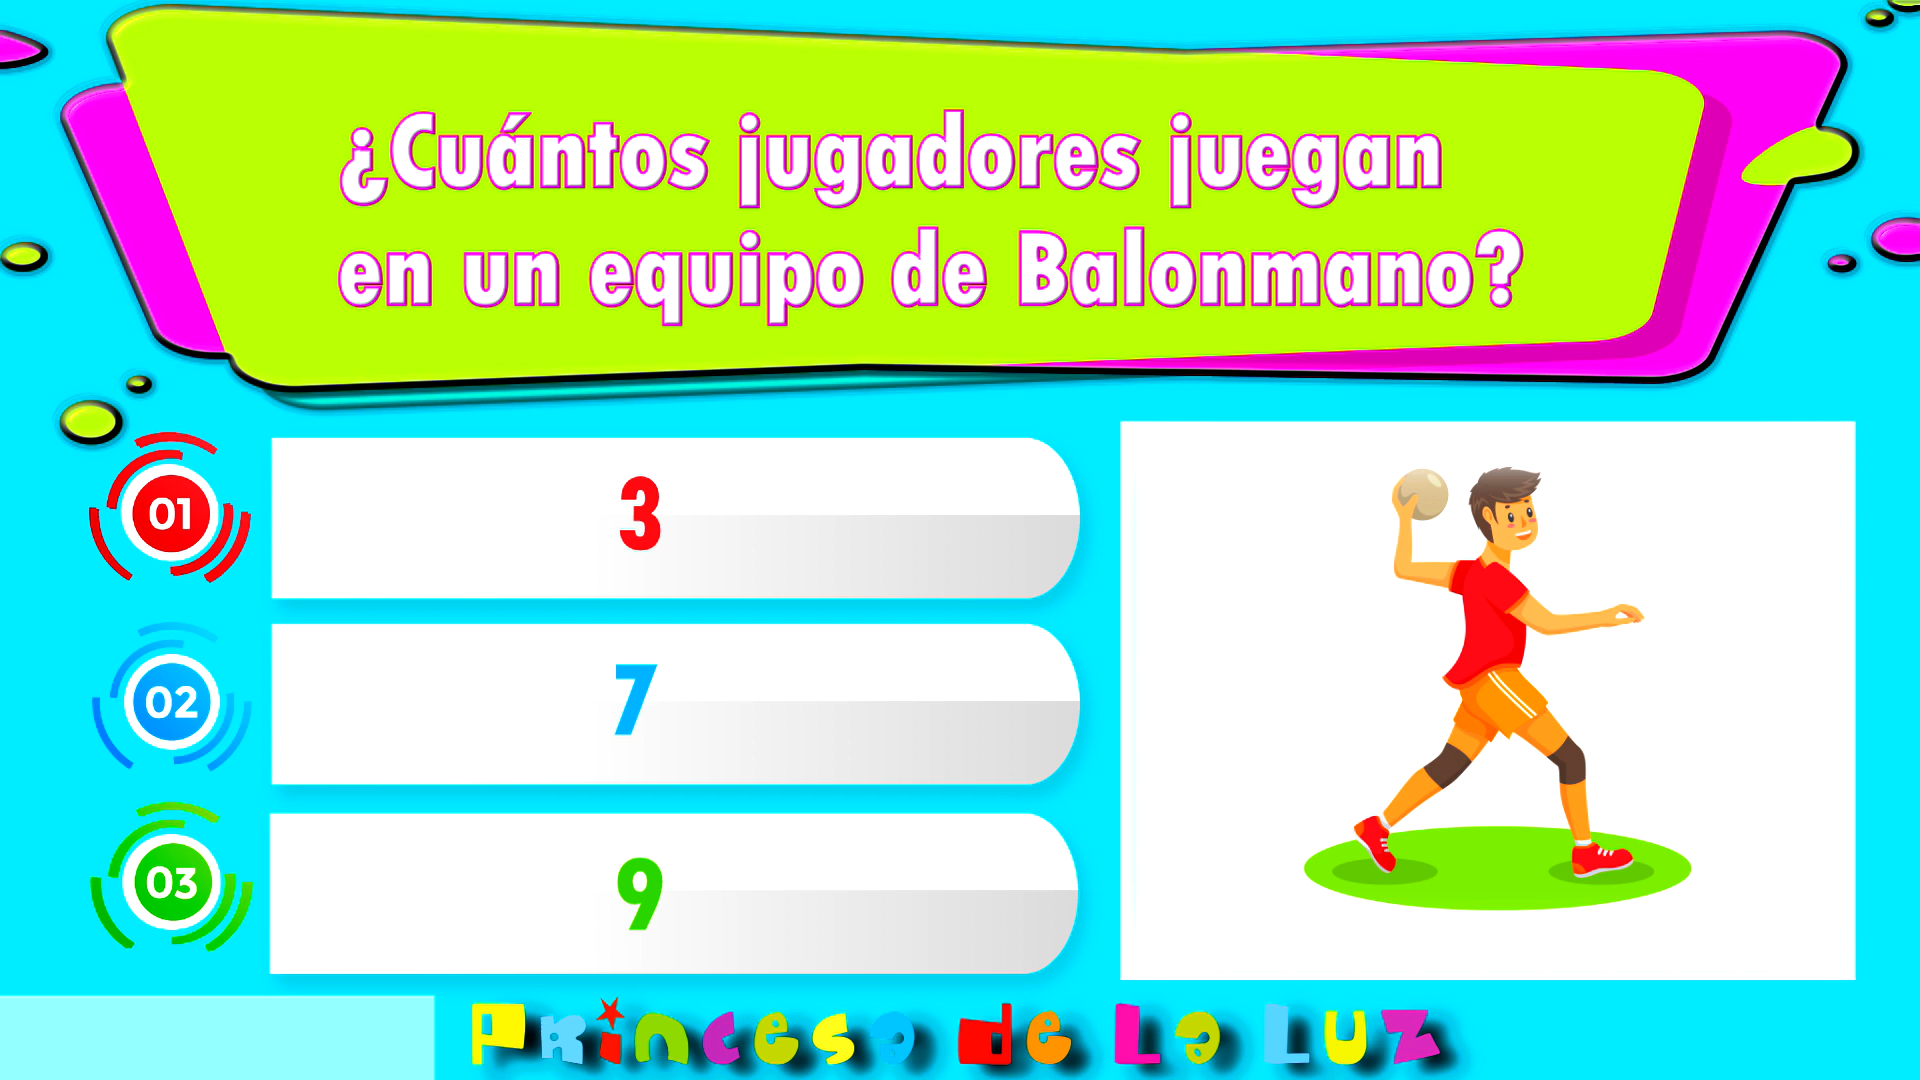 ¿Cuántos jugadores juegan
en un equipo de Balonmano?
01
3
02
7
03
9
Princesa de La Luz